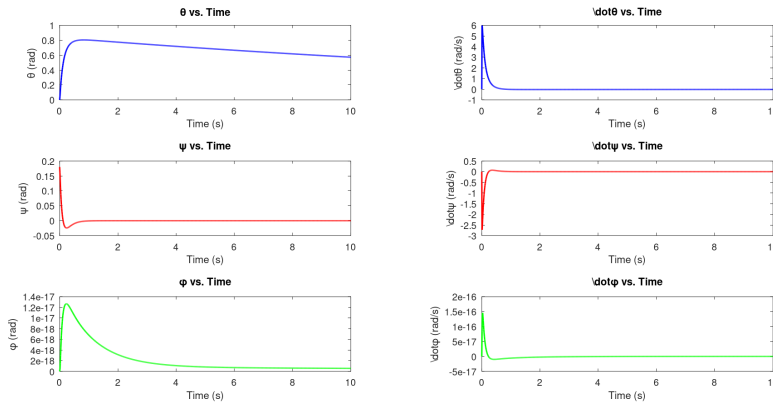 θ vs. Time
1
0.8
0.6
0.4
0.2
0
θ (rad)
0 2 4 6 8 10
Time (s)
\dotθ vs. Time
6
5
4
3
2
1
0
-1
\dotθ (rad/s)
0 2 4 6 8 10
Time (s)
ψ vs. Time
0.2
0.15
0.1
0.05
0
-0.05
ψ (rad)
0 2 4 6 8 10
Time (s)
\dotψ vs. Time
0.5
0
-0.5
-1
-1.5
-2
-2.5
-3
\dotψ (rad/s)
0 2 4 6 8 10
Time (s)
φ vs. Time
1.4e-17
1.2e-17
1e-17
8e-18
6e-18
4e-18
2e-18
0
φ (rad)
0 2 4 6 8 10
Time (s)
\dotφ vs. Time
2e-16
1.5e-16
1e-16
5e-17
0
-5e-17
\dotφ (rad/s)
0 2 4 6 8 10
Time (s)